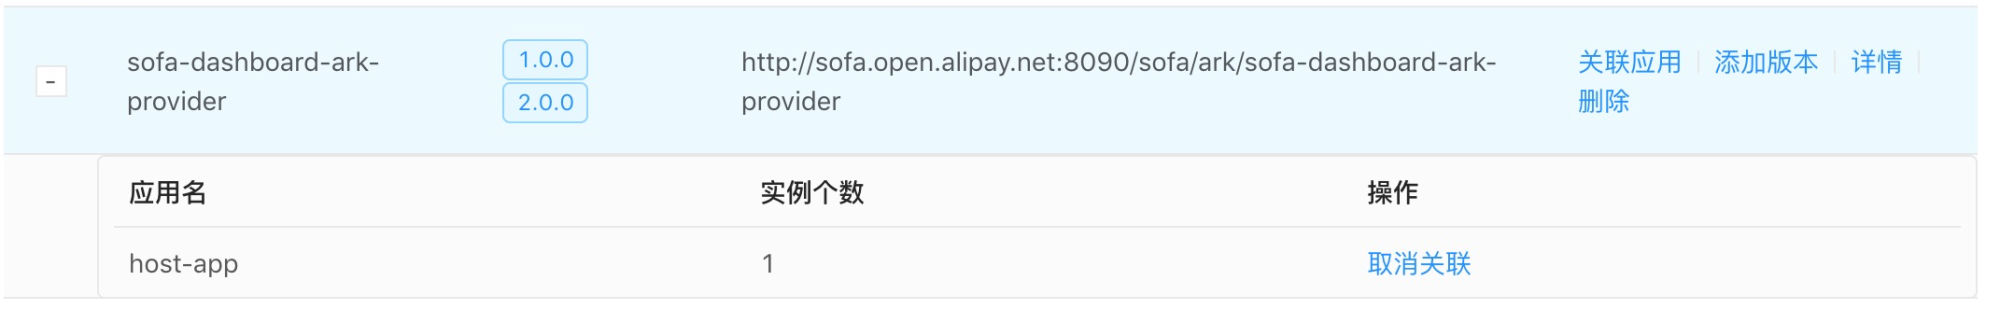 sofa-dashboard-ark-
provider
1.0.0
2.0.0
http://sofa.open.alipay.net:8090/sofa/ark/sofa-dashboard-ark-
provider
关联应用 添加版本 详情
删除
应用名 实例个数 操作
host-app 1 取消关联